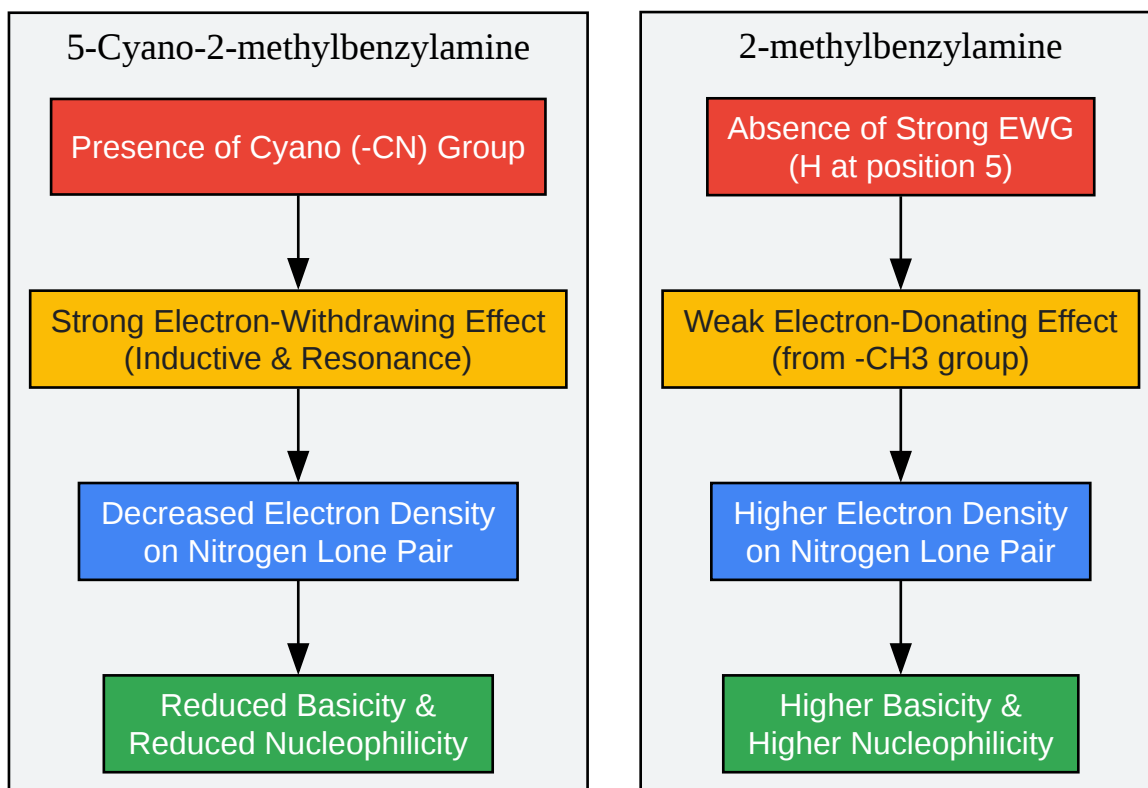 5-Cyano-2-methylbenzylamine
Presence of Cyano (-CN) Group
Strong Electron-Withdrawing Effect
(Inductive & Resonance)
Decreased Electron Density
on Nitrogen Lone Pair
Reduced Basicity &
Reduced Nucleophilicity
2-methylbenzylamine
Absence of Strong EWG
(H at position 5)
Weak Electron-Donating Effect
(from -CH3 group)
Higher Electron Density
on Nitrogen Lone Pair
Higher Basicity &
Higher Nucleophilicity